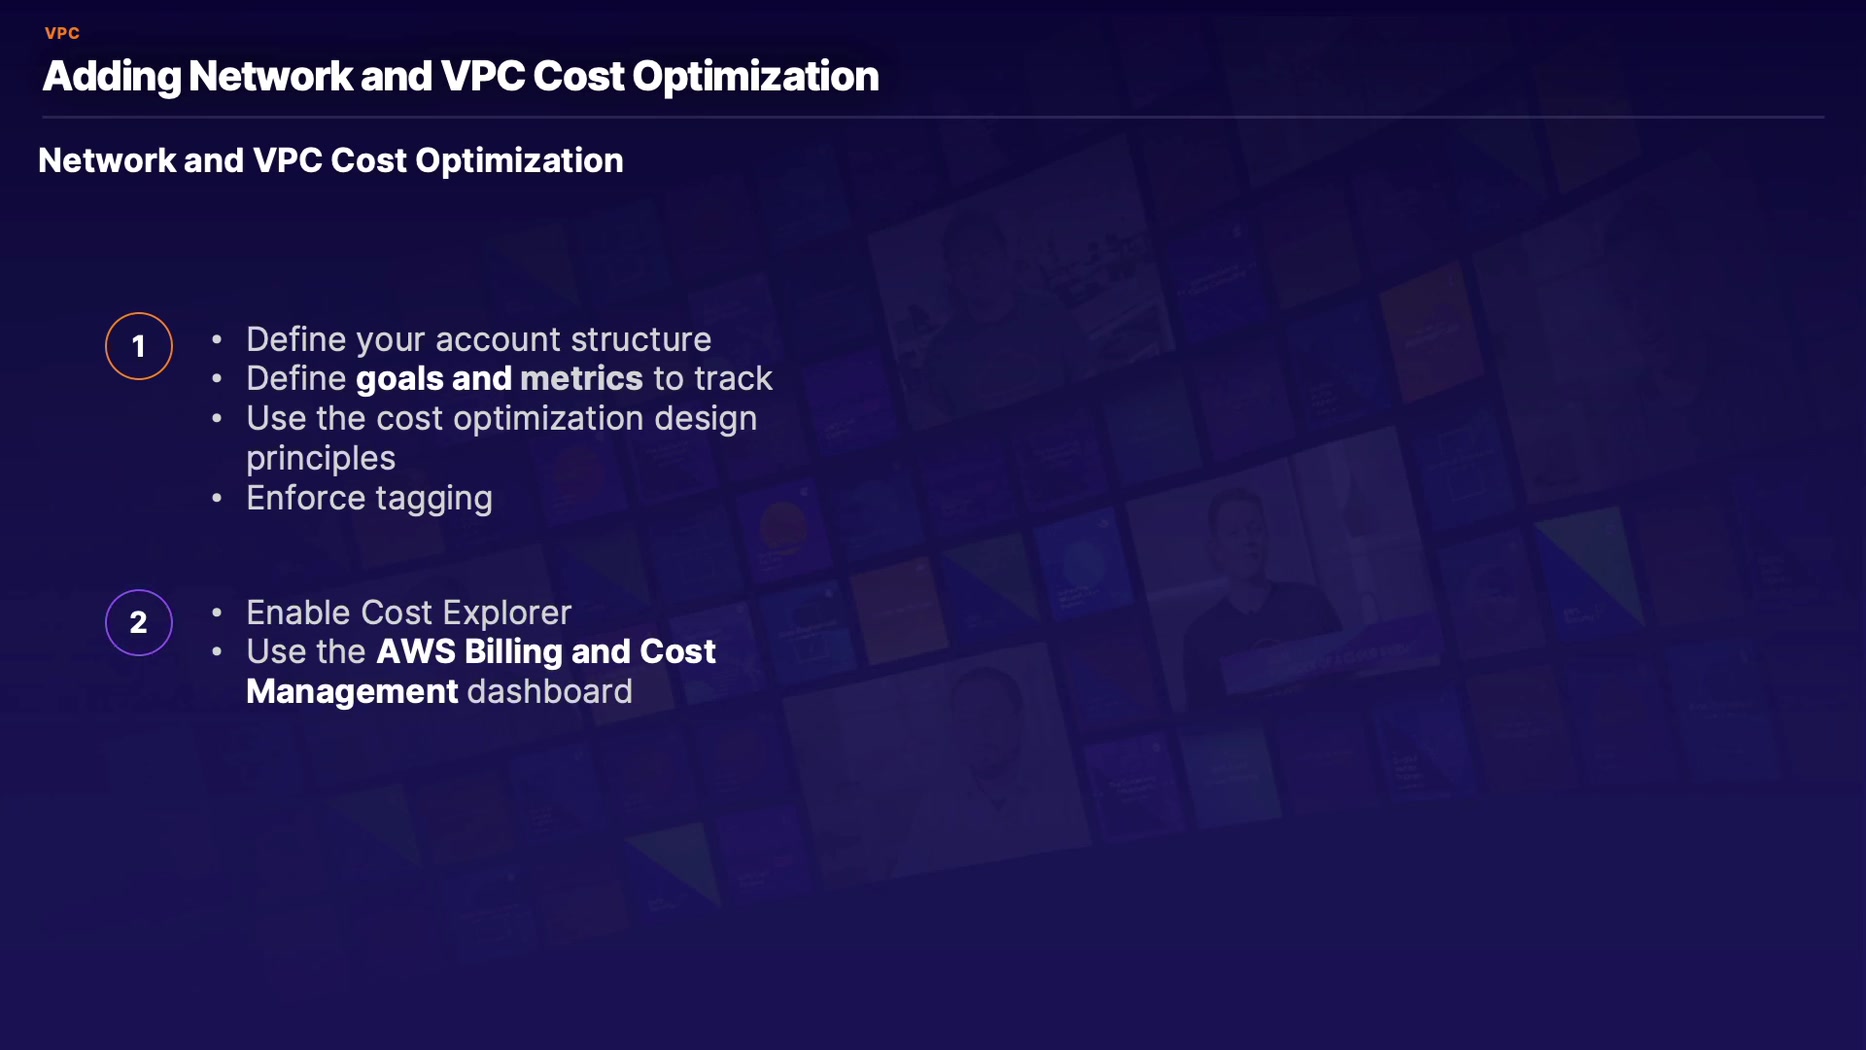 VPC
Adding Network and VPC Cost Optimization
Network and VPC Cost Optimization
1
• Define your account structure
• Define goals and metrics to track
• Use the cost optimization design
principles
• Enforce tagging
2
• Enable Cost Explorer
• Use the AWS Billing and Cost
Management dashboard